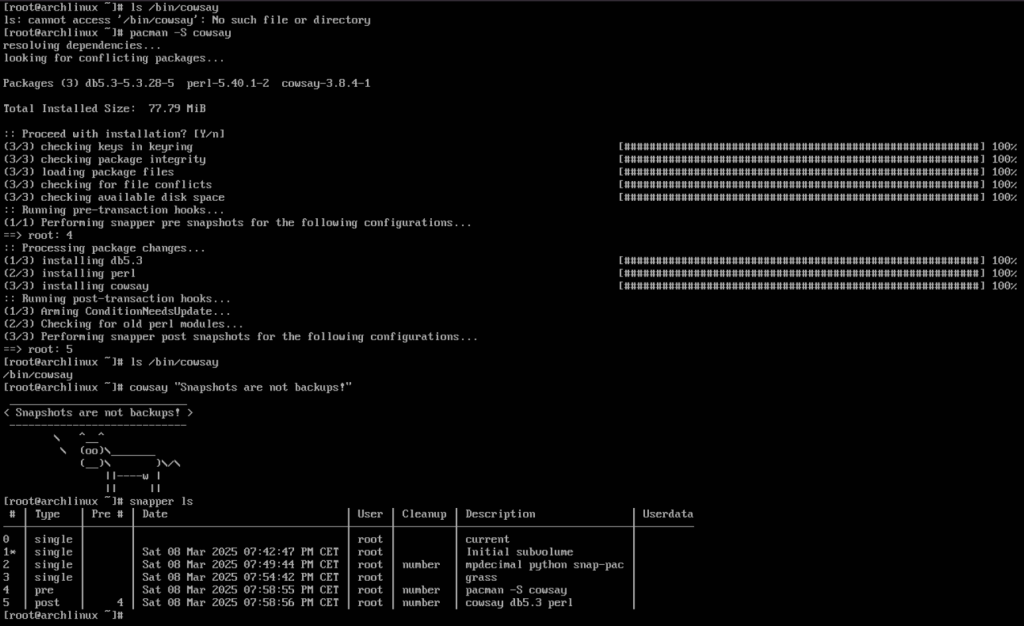 [root@archlinux ~]# ls /bin/cowsay
ls: cannot access '/bin/cowsay': No such file or directory
[root@archlinux ~]# pacman -S cowsay
resolving dependencies...
looking for conflicting packages...

Packages (3) db5.3-5.3.28-5  perl-5.40.1-2  cowsay-3.8.4-1

Total Installed Size:  77.79 MiB

:: Proceed with installation? [Y/n]
(3/3) checking keys in keyring [########################################################] 100%
(3/3) checking package integrity [########################################################] 100%
(3/3) loading package files [########################################################] 100%
(3/3) checking for file conflicts [########################################################] 100%
(3/3) checking available disk space [########################################################] 100%
:: Running pre-transaction hooks...
(1/1) Performing snapper pre snapshots for the following configurations...
==> root: 4
:: Processing package changes...
(1/3) installing db5.3 [########################################################] 100%
(2/3) installing perl [########################################################] 100%
(3/3) installing cowsay [########################################################] 100%
:: Running post-transaction hooks...
(1/3) Arming ConditionNeedsUpdate...
(2/3) Checking for old perl modules...
(3/3) Performing snapper post snapshots for the following configurations...
==> root: 5
[root@archlinux ~]# ls /bin/cowsay
/bin/cowsay
[root@archlinux ~]# cowsay "Snapshots are not backups!"
 ____________________________
< Snapshots are not backups! >
 ----------------------------
        \   ^__^
         \  (oo)\_______
            (__)\       )\/\
                ||----w |
                ||     ||
[root@archlinux ~]# snapper ls
 # │ Type   │ Pre # │ Date                            │ User │ Cleanup │ Description              │ Userdata
───┼────────┼───────┼─────────────────────────────────┼──────┼─────────┼──────────────────────────┼─────────
0  │ single │       │                                 │ root │         │ current                  │
1* │ single │       │ Sat 08 Mar 2025 07:42:47 PM CET │ root │         │ Initial subvolume        │
2  │ single │       │ Sat 08 Mar 2025 07:49:44 PM CET │ root │ number  │ mpdecimal python snap-pac │
3  │ single │       │ Sat 08 Mar 2025 07:54:42 PM CET │ root │         │ grass                    │
4  │ pre    │       │ Sat 08 Mar 2025 07:58:55 PM CET │ root │ number  │ pacman -S cowsay         │
5  │ post   │     4 │ Sat 08 Mar 2025 07:58:56 PM CET │ root │ number  │ cowsay db5.3 perl        │
[root@archlinux ~]#